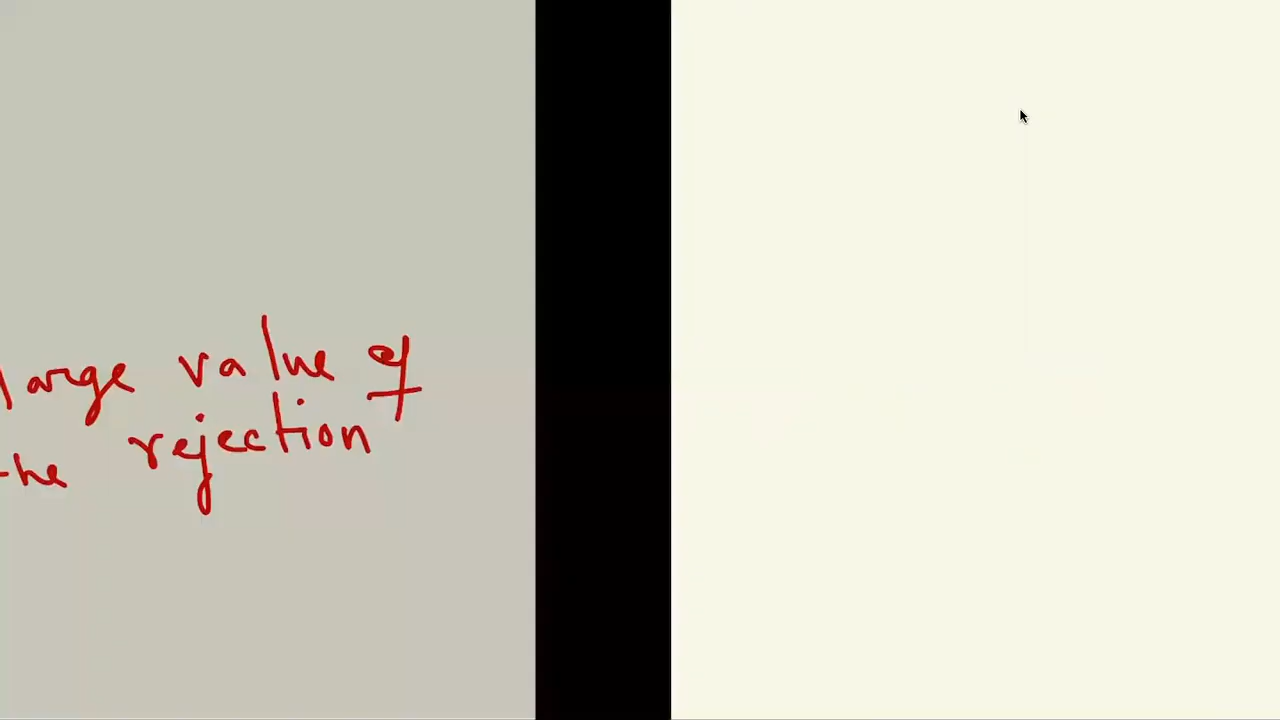 large value of
the rejection